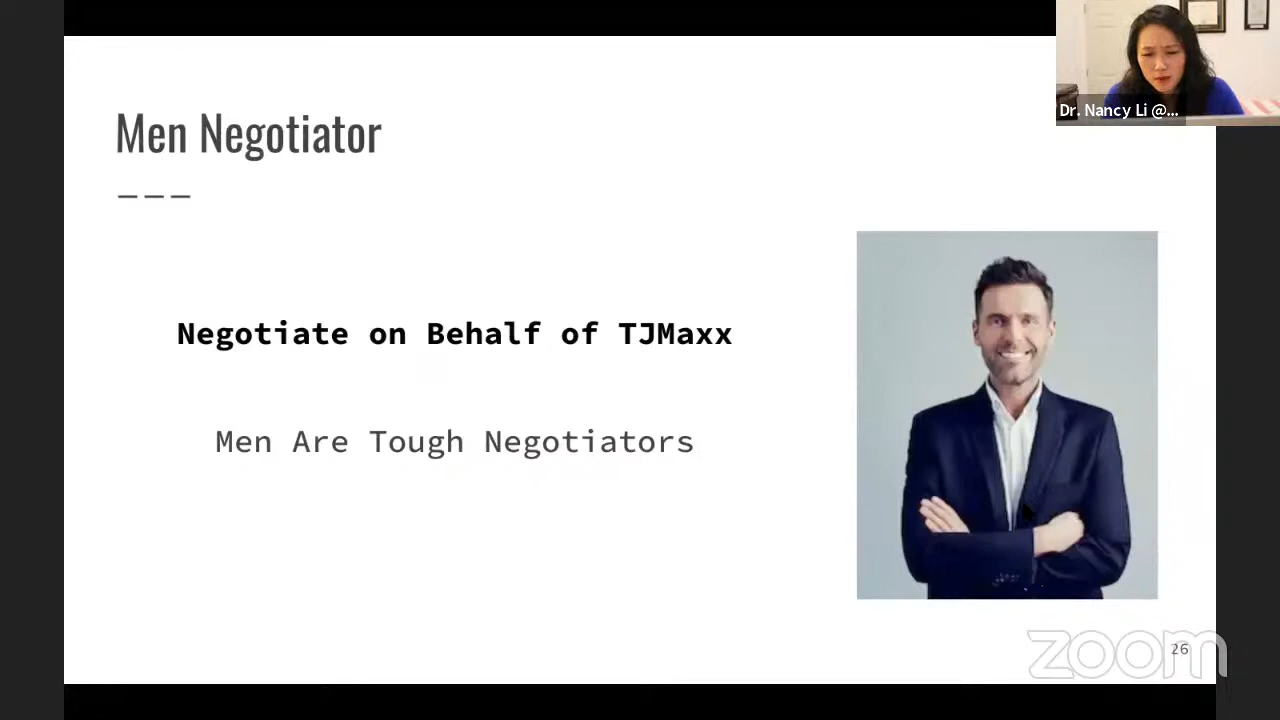 Men Negotiator
Dr. Nancy Li @...
Negotiate on Behalf of TJMaxx
Men Are Tough Negotiators
zoom
26